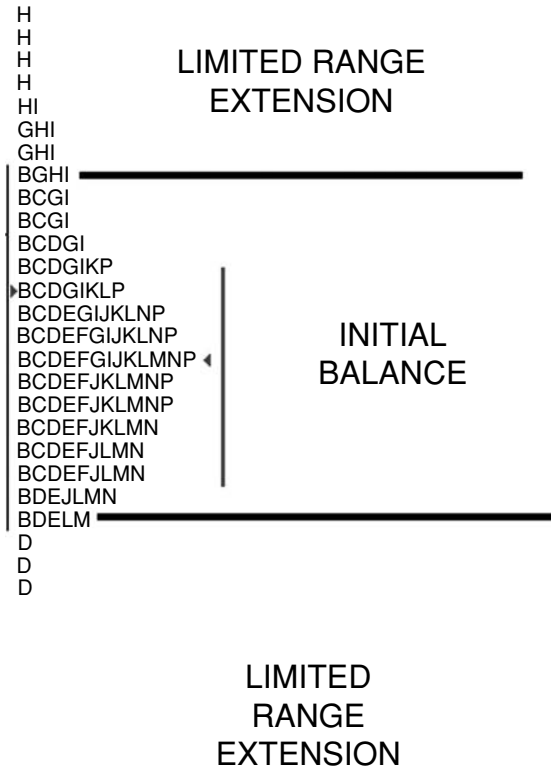 H
H
H
H
HI
GHI
GHI
BGHI
BCGI
BCGI
BCDGI
BCDGIKP
BCDGIKLP
BCDEGIJKLNP
BCDEFGIJKLNP
BCDEFGIJKLMNP
BCDEFJKLMNP
BCDEFJKLMNP
BCDEFJKLMN
BCDEFJLMN
BCDEFJLMN
BDEJLMN
BDELM
D
D
D
LIMITED RANGE
EXTENSION
INITIAL
BALANCE
LIMITED
RANGE
EXTENSION